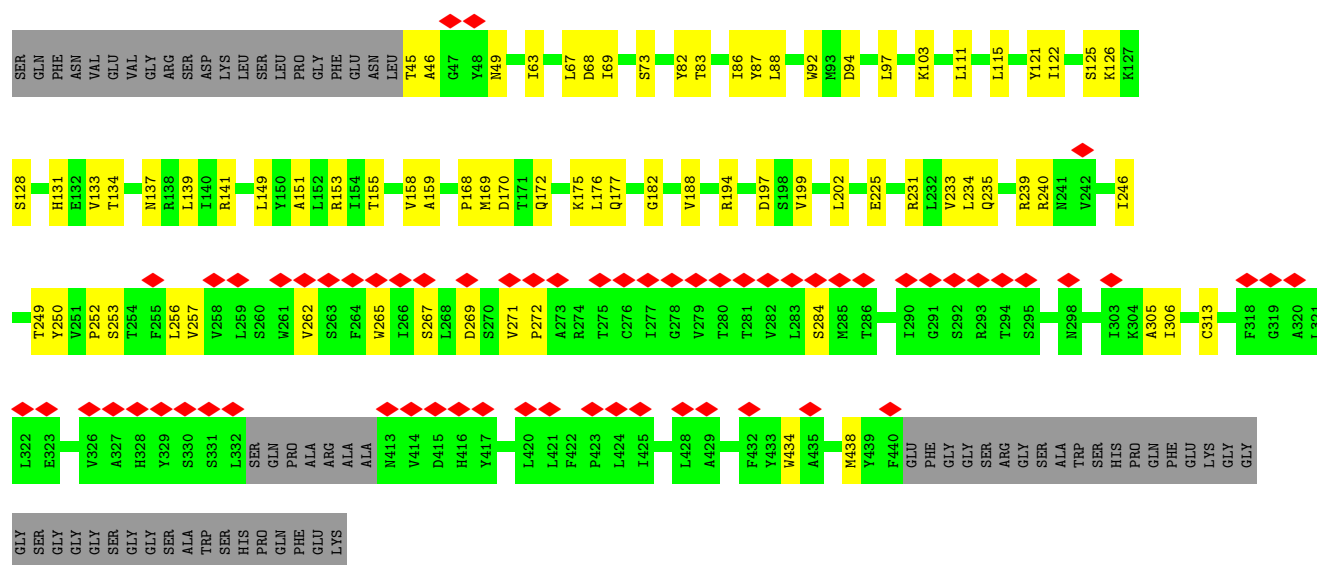 SER GLN PHE ASN VAL GLU VAL GLY ARG SER ASP LYS LEU SER LEU PRO GLY PHE GLU ASN LEU T45 A46 G47 Y48 N49 I63 L67 D68 I69 S73 Y82 T83 I86 Y87 L88 W92 M93 D94 L97 K103 L111 L115 Y121 I122 S125 K126 K127
S128 H131 E132 V133 T134 N137 R138 L139 I140 R141 L149 Y150 A151 L152 R153 I154 T155 V158 A159 P168 M169 D170 T171 Q172 K175 L176 Q177 G182 V188 R194 D197 S198 V199 L202 E225 R231 L232 V233 L234 Q235 R239 R240 N241 V242 I246
T249 Y250 V251 P252 S253 T254 F255 L256 V257 V258 L259 S260 W261 V262 S263 F264 W265 I266 S267 L268 D269 S270 V271 P272 A273 R274 T275 C276 I277 G278 V279 T280 T281 V282 L283 S284 M285 T286 I290 G291 S292 R293 T294 S295 N298 I303 K304 A305 I306 C313 F318 G319 A320 L321
L322 E323 V326 A327 H328 Y329 S330 S331 L332 SER GLN PRO ALA ARG ALA ALA N413 V414 D415 H416 Y417 L420 L421 F422 P423 L424 I425 L428 A429 F432 Y433 W434 A435 M438 Y439 F440 GLU PHE GLY GLY SER ARG GLY SER ALA TRP SER HIS PRO GLN PHE GLU LYS GLY GLY
GLY SER GLY GLY GLY SER GLY GLY SER ALA TRP SER HIS PRO GLN PHE GLU LYS